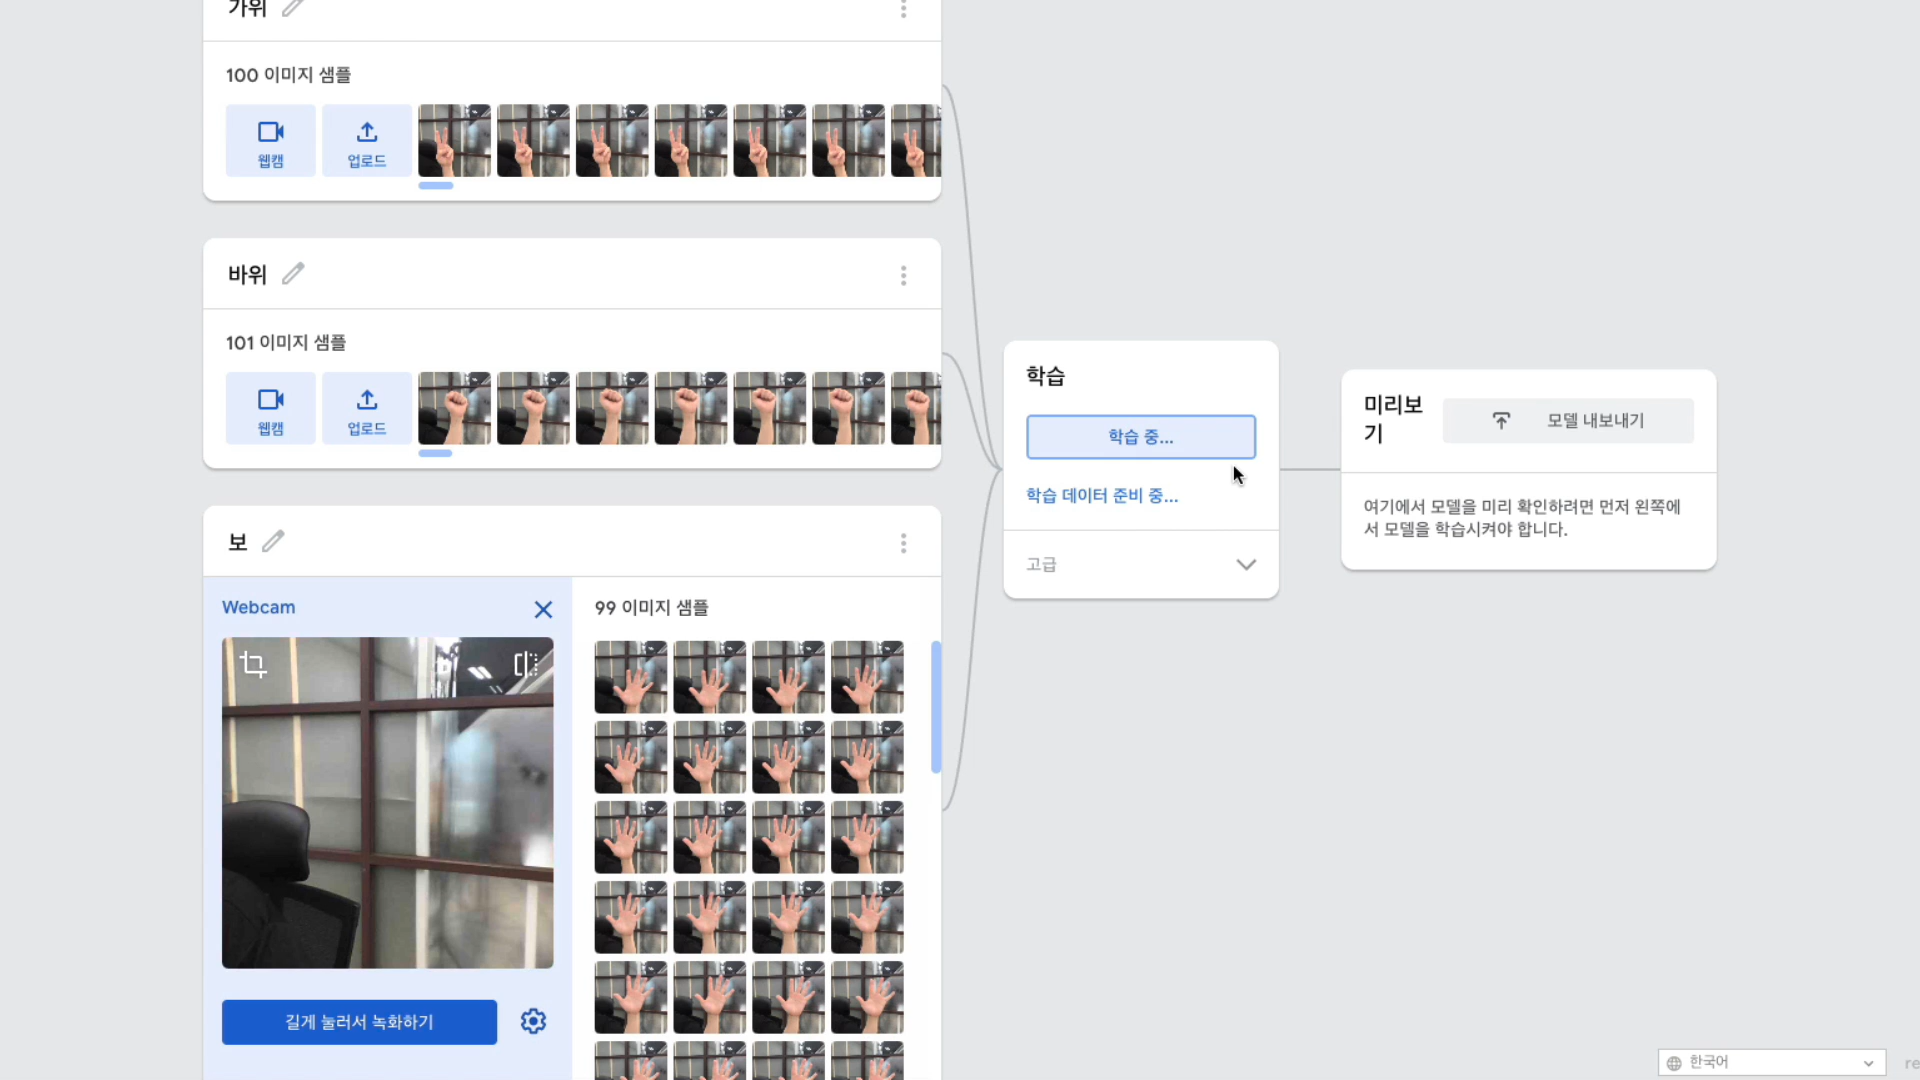 가위
100 이미지 샘플
웹캠
업로드
바위
101 이미지 샘플
웹캠
업로드
보
Webcam
99 이미지 샘플
길게 눌러서 녹화하기
학습
학습 중...
학습 데이터 준비 중...
고급
미리보
기
모델 내보내기
여기에서 모델을 미리 확인하려면 먼저 왼쪽에
서 모델을 학습시켜야 합니다.
한국어
re